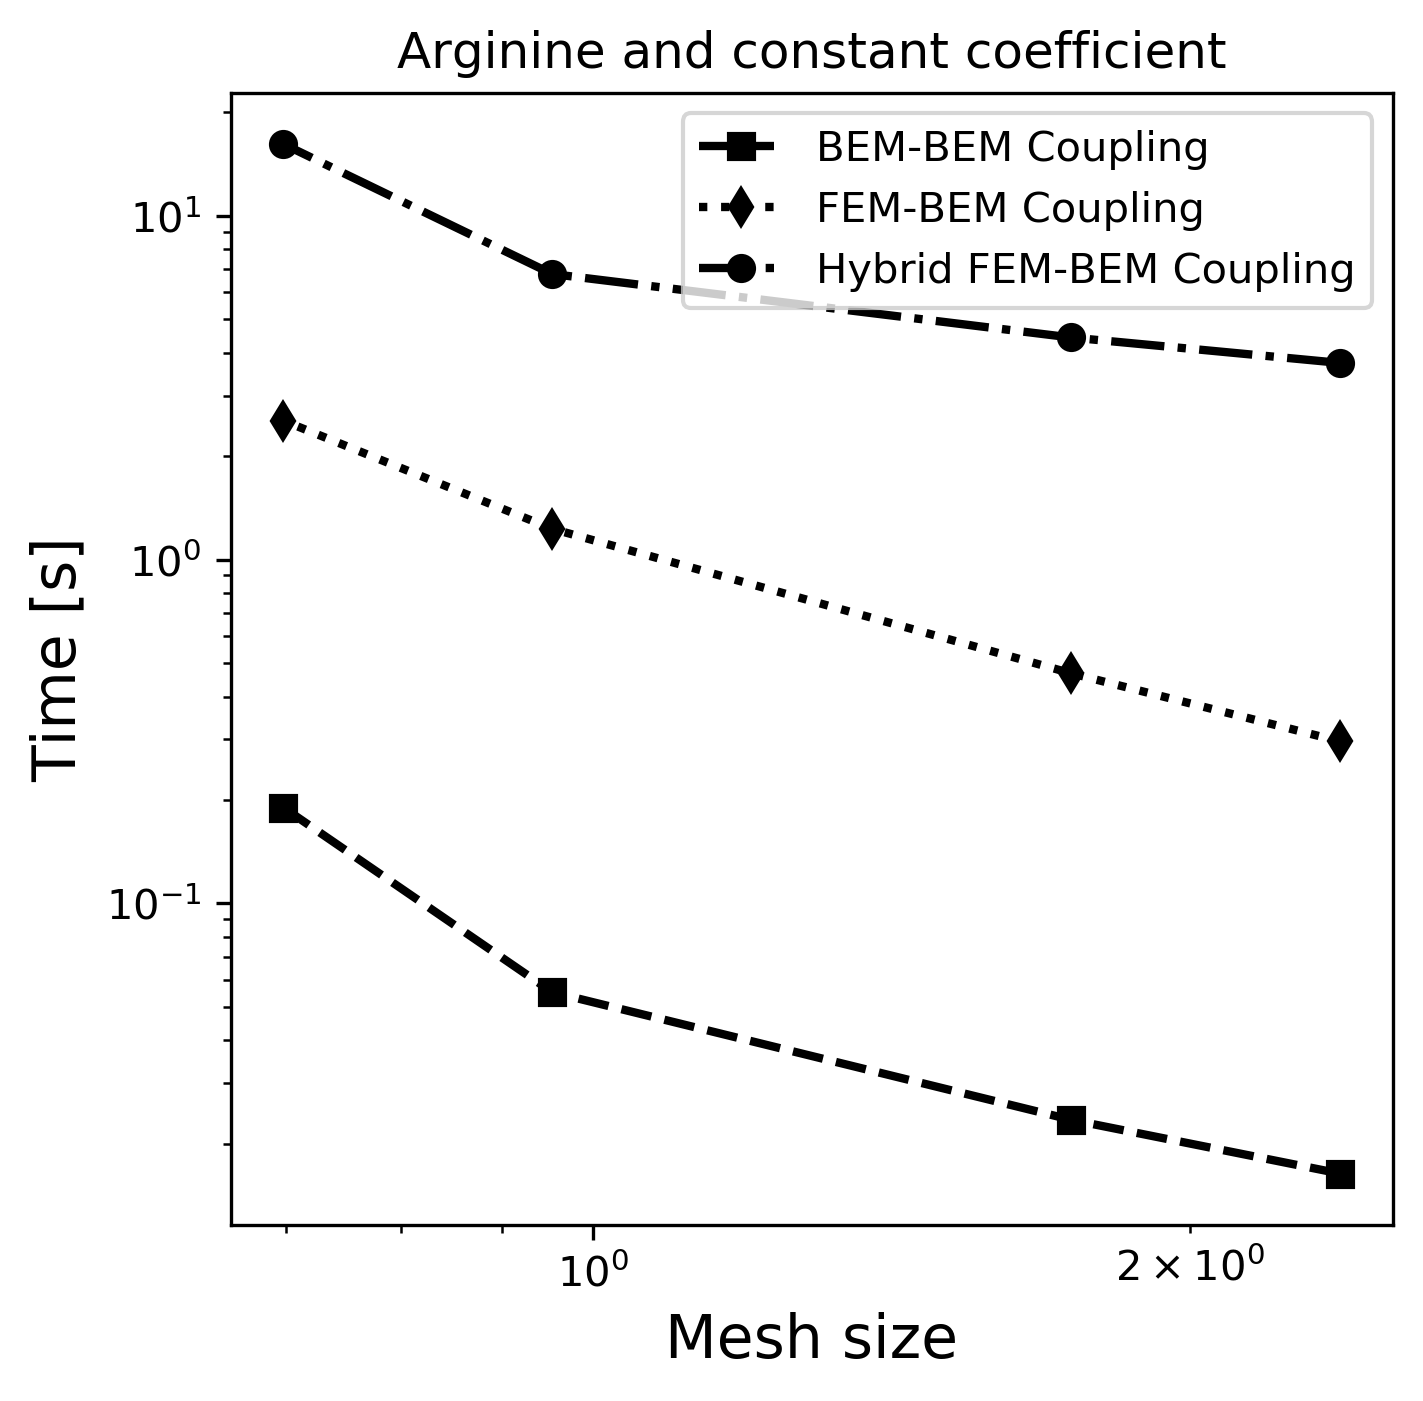 Arginine and constant coefficient
BEM-BEM Coupling
FEM-BEM Coupling
Hybrid FEM-BEM Coupling
Time [s]
10¹
10⁰
10⁻¹
10⁰
2 × 10⁰
Mesh size